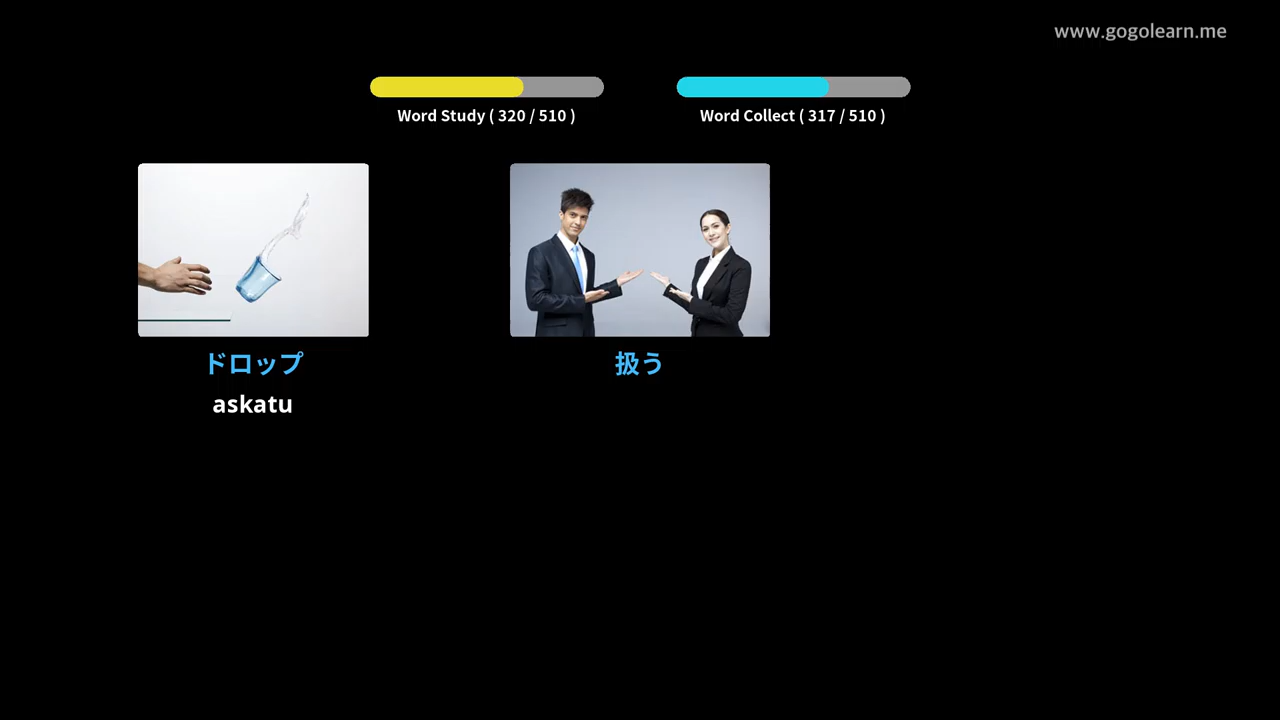 www.gogolearn.me
Word Study ( 320 / 510 )
Word Collect ( 317 / 510 )
ドロップ
扱う
askatu